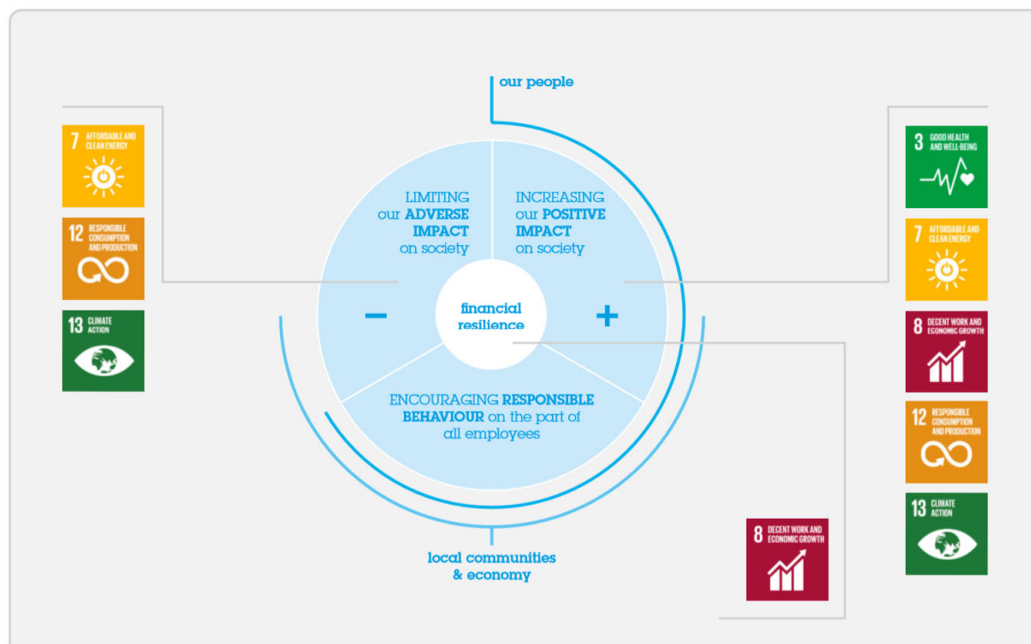 our people
7 AFFORDABLE AND
CLEAN ENERGY
12 RESPONSIBLE
CONSUMPTION
AND PRODUCTION
13 CLIMATE
ACTION
LIMITING
our ADVERSE
IMPACT
on society
INCREASING
our POSITIVE
IMPACT
on society
financial
resilience
ENCOURAGING RESPONSIBLE
BEHAVIOUR on the part of
all employees
local communities
& economy
3 GOOD HEALTH
AND WELL-BEING
7 AFFORDABLE AND
CLEAN ENERGY
8 DECENT WORK AND
ECONOMIC GROWTH
12 RESPONSIBLE
CONSUMPTION
AND PRODUCTION
13 CLIMATE
ACTION
8 DECENT WORK AND
ECONOMIC GROWTH